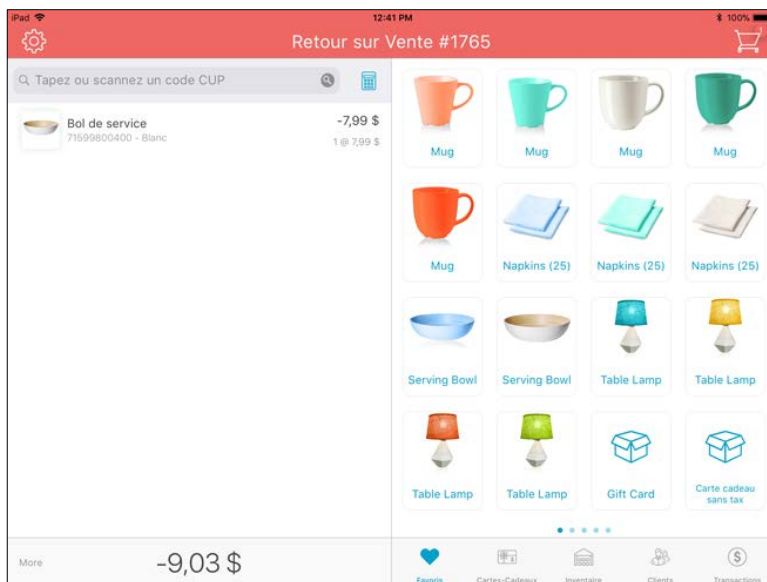 iPad 12:41 PM 100%
Retour sur Vente #1765
Tapez ou scannez un code CUP
Bol de service -7,99 $
71599800400 - Blanc 1 @ 7,99 $
Mug Mug Mug Mug
Mug Napkins (25) Napkins (25) Napkins (25)
Serving Bowl Serving Bowl Table Lamp Table Lamp
Table Lamp Table Lamp Gift Card Carte cadeau
sans tax
More -9,03 $
Favoris Cartes-Cadeaux Inventaire Clients Transactions